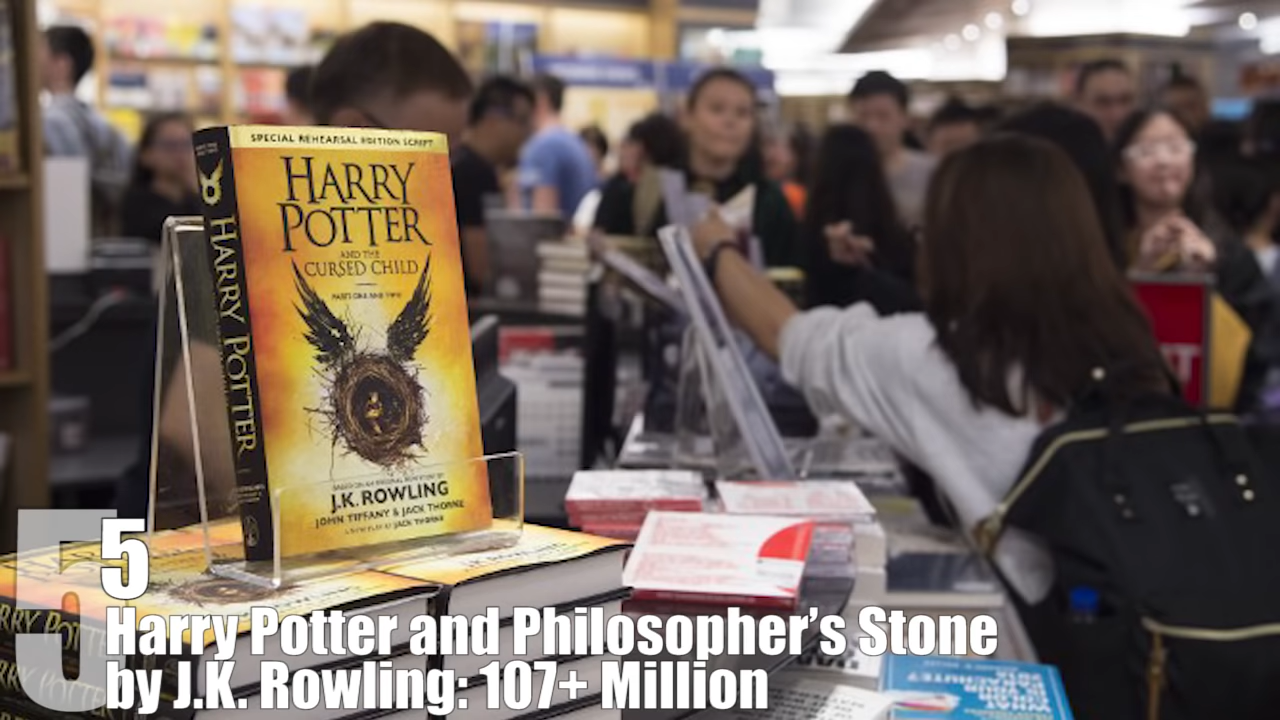 SPECIAL REHEARSAL EDITION SCRIPT
HARRY
POTTER
AND THE
CURSED CHILD
PARTS ONE AND TWO
J.K. ROWLING
JOHN TIFFANY & JACK THORNE
HARRY POTTER
5
5
Harry Potter and Philosopher’s Stone
by J.K. Rowling: 107+ Million